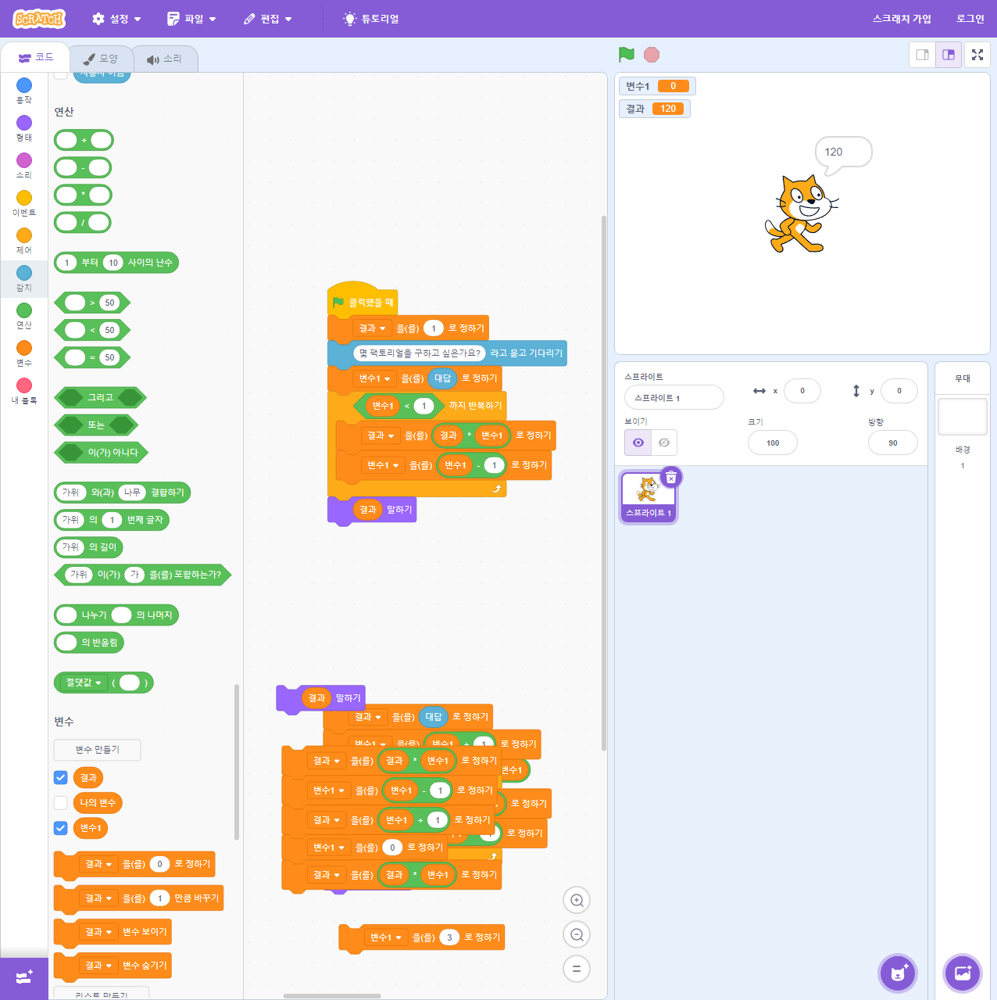 SCRATCH 설정 파일 편집 튜토리얼 스크래치 가입 로그인
코드 모양 소리
동작
형태
소리
이벤트
제어
감지
연산
변수
내 블록
사용자 이름
연산
+
-
*
/
1 부터 10 사이의 난수
> 50
< 50
= 50
그리고
또는
이(가) 아니다
가위 와(과) 나무 결합하기
가위 의 1 번째 글자
가위 의 길이
가위 이(가) 가 을(를) 포함하는가?
나누기 의 나머지
의 반올림
절댓값 ( )
변수
변수 만들기
결과
나의 변수
변수1
결과 을(를) 0 로 정하기
결과 을(를) 1 만큼 바꾸기
결과 변수 보이기
결과 변수 숨기기
리스트 만들기
클릭했을 때
결과 을(를) 1 로 정하기
몇 팩토리얼을 구하고 싶은가요? 라고 묻고 기다리기
변수1 을(를) 대답 로 정하기
변수1 < 1 까지 반복하기
결과 을(를) 결과 * 변수1 로 정하기
변수1 을(를) 변수1 - 1 로 정하기
결과 말하기
결과 말하기
결과 을(를) 대답 로 정하기
변수1 을(를) 변수1 + 1 로 정하기
결과 을(를) 결과 * 변수1 로 정하기
변수1
변수1 을(를) 변수1 - 1 로 정하기
로 정하기
결과 을(를) 변수1 + 1 로 정하기
로 정하기
변수1 을(를) 0 로 정하기
결과 을(를) 결과 * 변수1 로 정하기
변수1 을(를) 3 로 정하기
변수1 0
결과 120
120
스프라이트
스프라이트 1
x 0 y 0
보이기 크기 방향
100 90
스프라이트 1
무대
배경
1